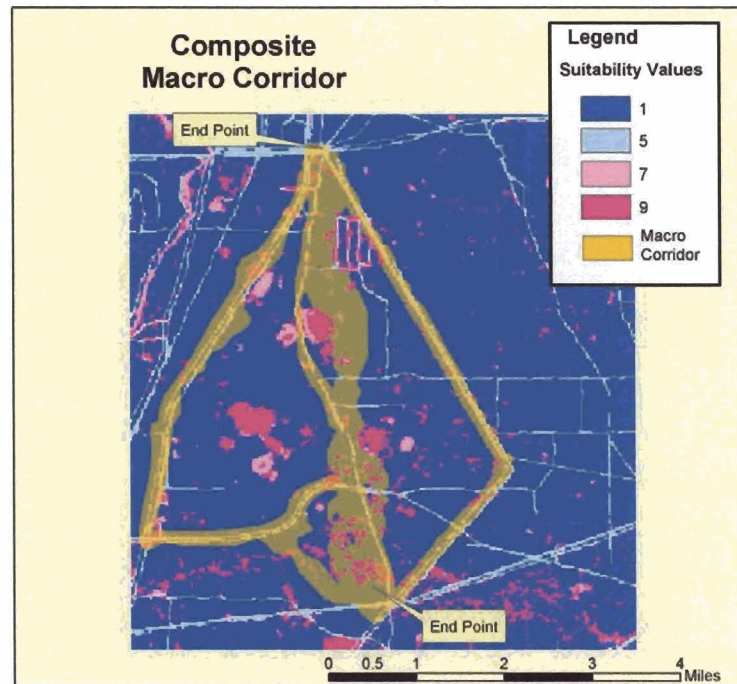 Composite
Macro Corridor
Legend
Suitability Values
1
5
7
9
Macro
Corridor
End Point
End Point
0 0.5 1 2 3 4
Miles